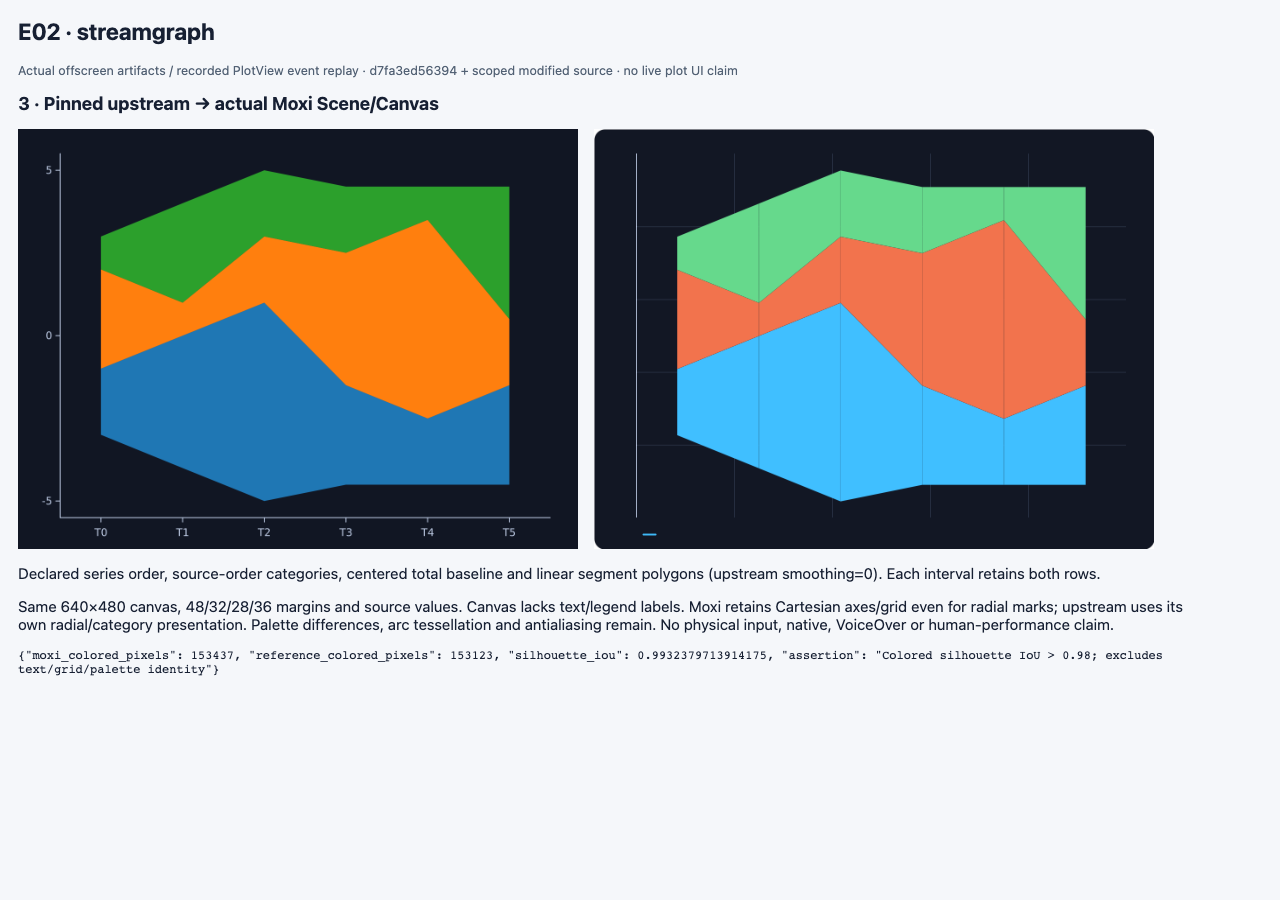 E02 · streamgraph
Actual offscreen artifacts / recorded PlotView event replay · d7fa3ed56394 + scoped modified source · no live plot UI claim
3 · Pinned upstream → actual Moxi Scene/Canvas
5
0
-5
T0 T1 T2 T3 T4 T5
Declared series order, source-order categories, centered total baseline and linear segment polygons (upstream smoothing=0). Each interval retains both rows.
Same 640×480 canvas, 48/32/28/36 margins and source values. Canvas lacks text/legend labels. Moxi retains Cartesian axes/grid even for radial marks; upstream uses its
own radial/category presentation. Palette differences, arc tessellation and antialiasing remain. No physical input, native, VoiceOver or human-performance claim.
{"moxi_colored_pixels": 153437, "reference_colored_pixels": 153123, "silhouette_iou": 0.9932379713914175, "assertion": "Colored silhouette IoU > 0.98; excludes
text/grid/palette identity"}